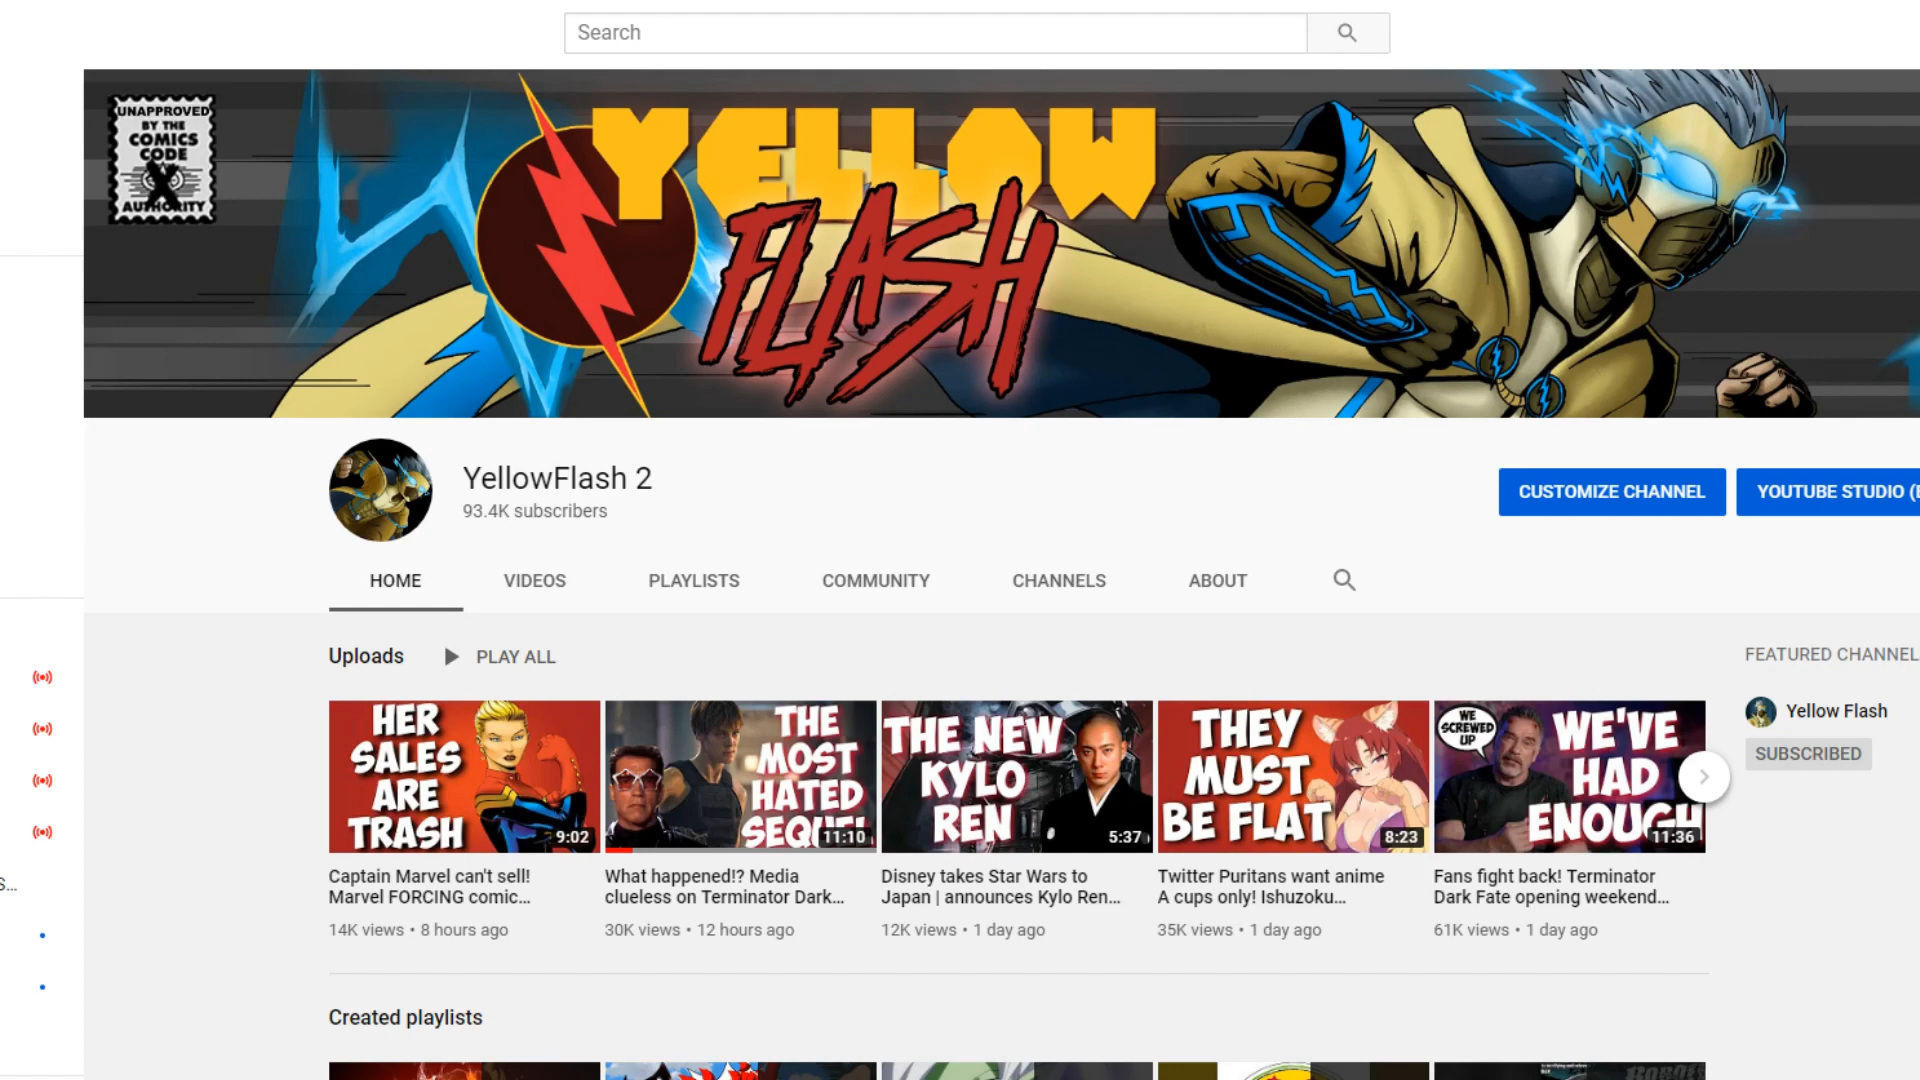 Search
UNAPPROVED
BY THE
COMICS
CODE
AUTHORITY
YELLOW
FLASH
YellowFlash 2
93.4K subscribers
CUSTOMIZE CHANNEL
YOUTUBE STUDIO (
HOME
VIDEOS
PLAYLISTS
COMMUNITY
CHANNELS
ABOUT
Uploads
PLAY ALL
FEATURED CHANNEL
Yellow Flash
SUBSCRIBED
HER
SALES
ARE
TRASH
9:02
Captain Marvel can't sell!
Marvel FORCING comic...
14K views • 8 hours ago
THE
MOST
HATED
SEQUEL
11:10
What happened!? Media
clueless on Terminator Dark...
30K views • 12 hours ago
THE NEW
KYLO
REN
5:37
Disney takes Star Wars to
Japan | announces Kylo Ren...
12K views • 1 day ago
THEY
MUST
BE FLAT
8:23
Twitter Puritans want anime
A cups only! Ishuzoku...
35K views • 1 day ago
WE
SCREWED
UP
WE'VE
HAD
ENOUGH
11:36
Fans fight back! Terminator
Dark Fate opening weekend...
61K views • 1 day ago
S...
Created playlists